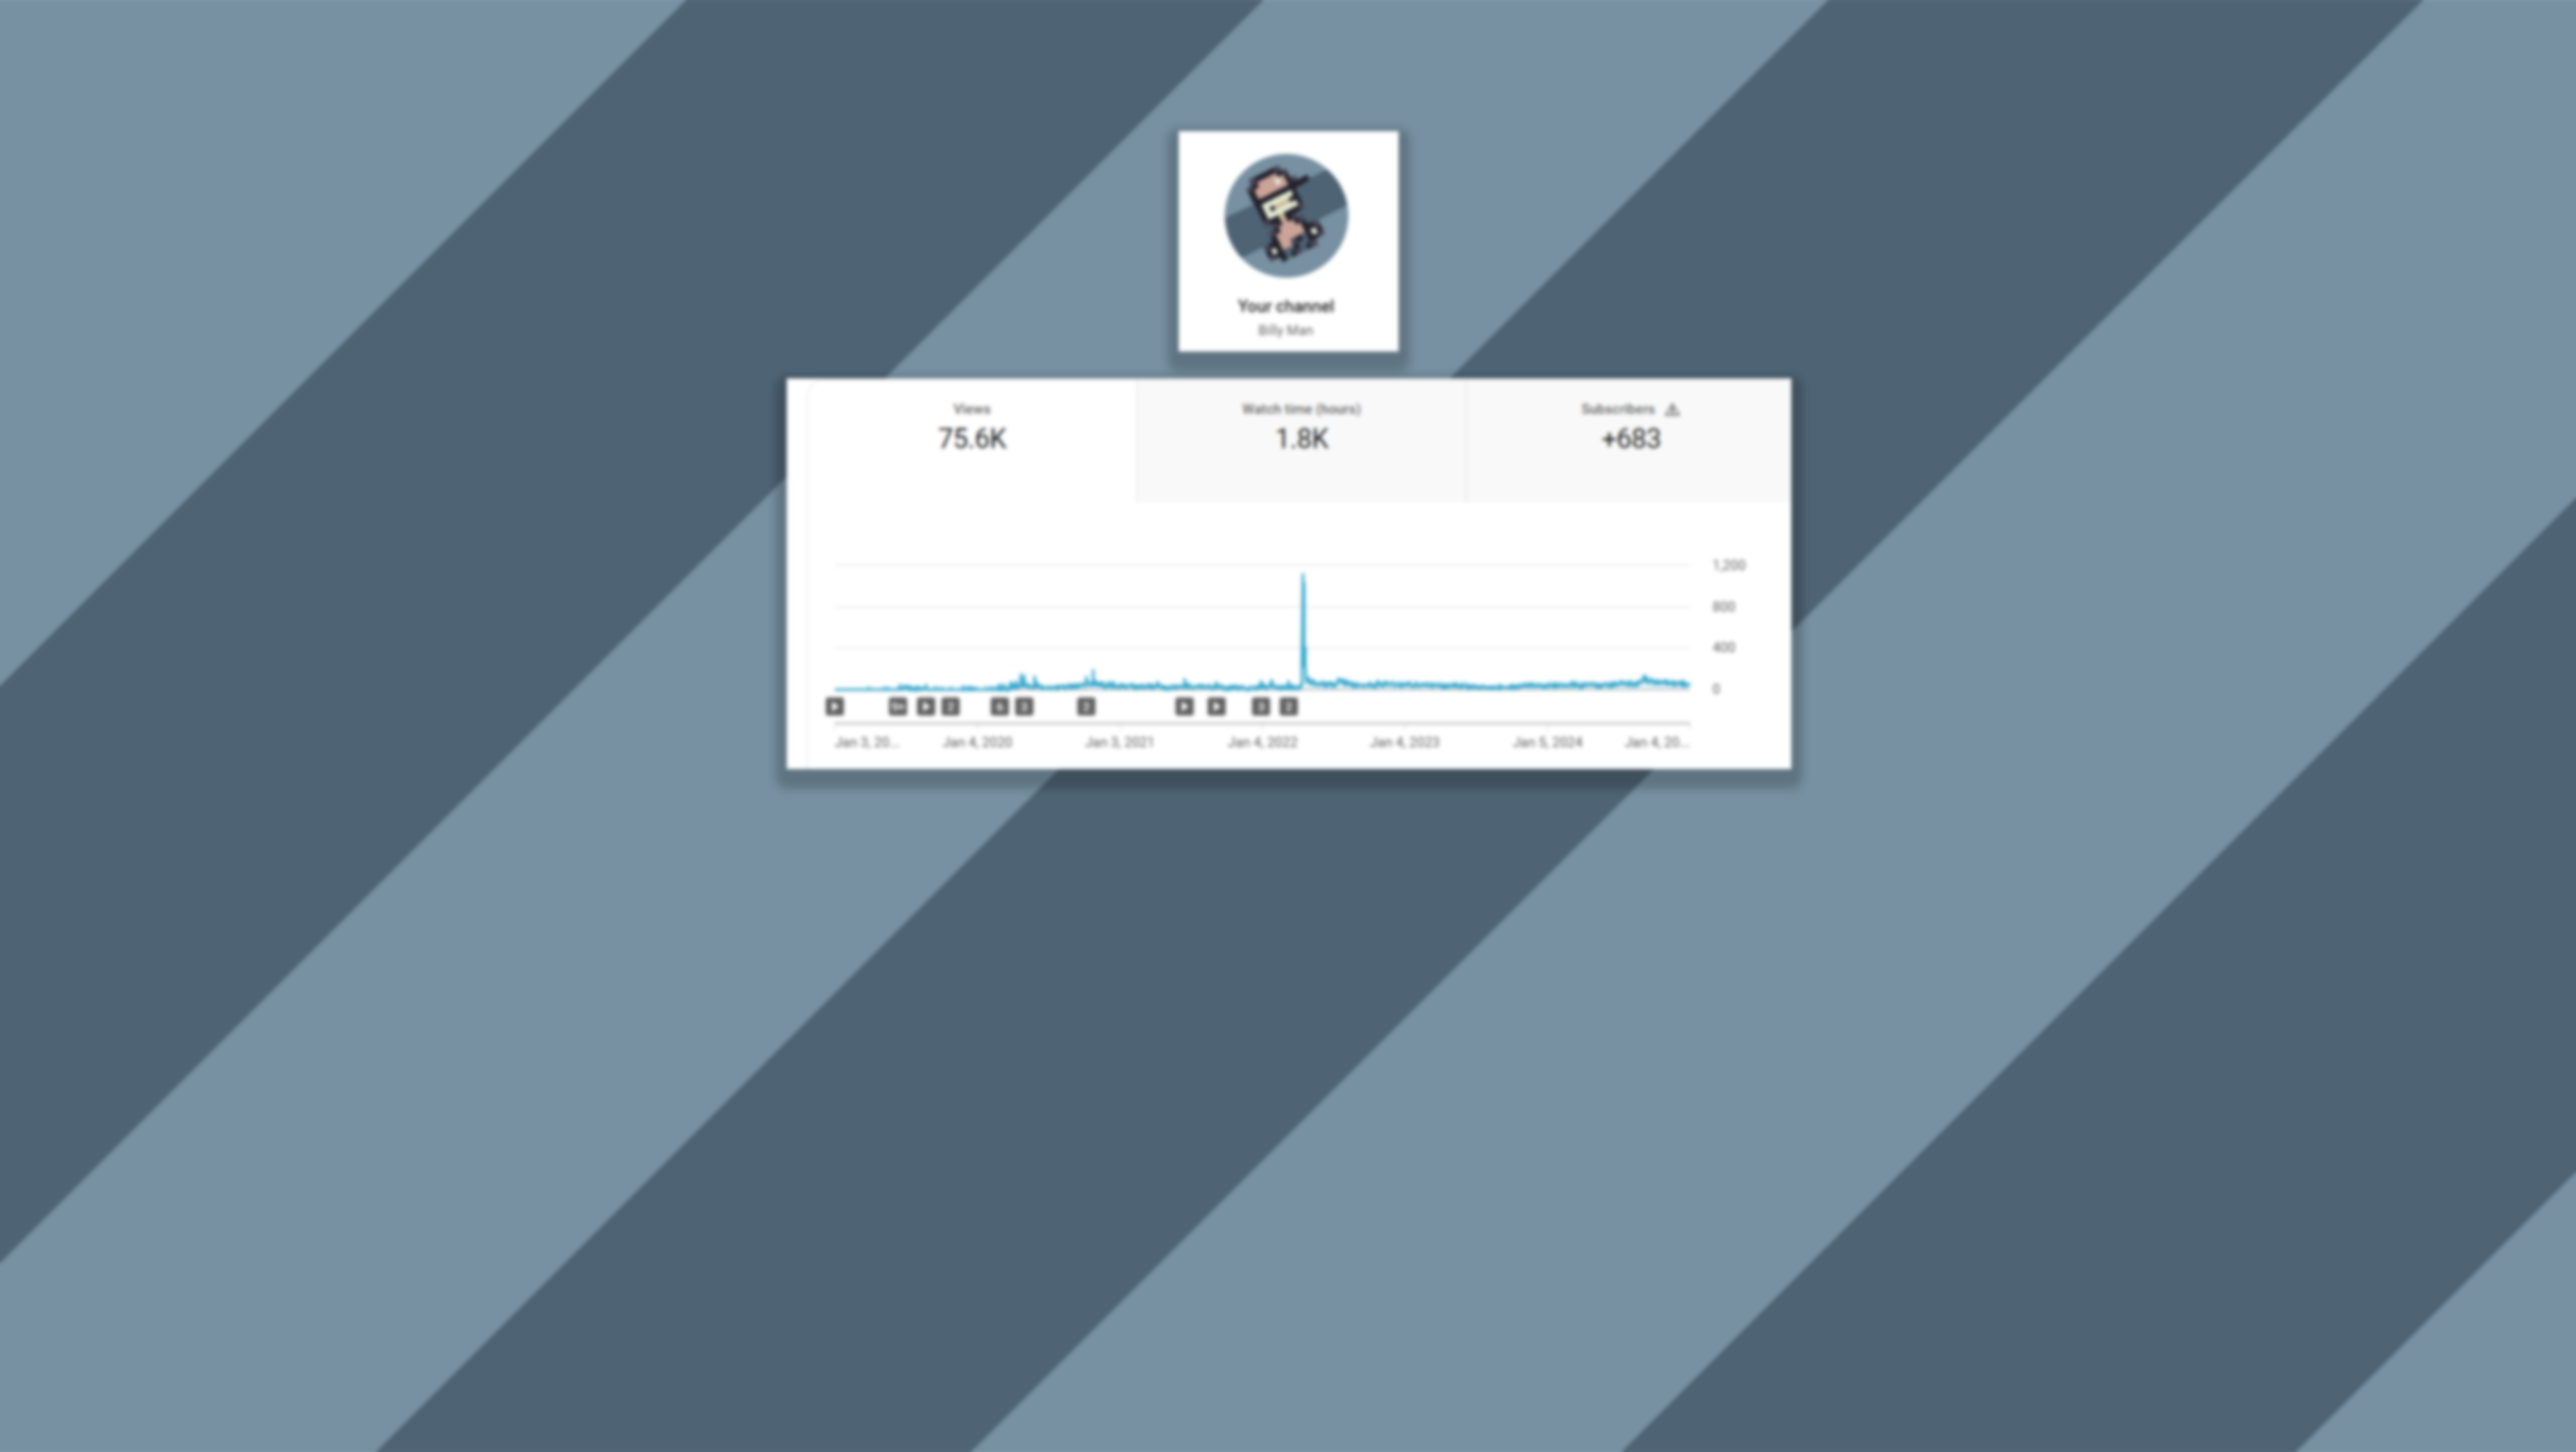 Your channel
Billy Man
Views
75.6K
Watch time (hours)
1.8K
Subscribers
+683
1,200
800
400
0
Jan 3, 20...
Jan 4, 2020
Jan 3, 2021
Jan 4, 2022
Jan 4, 2023
Jan 5, 2024
Jan 4, 20...